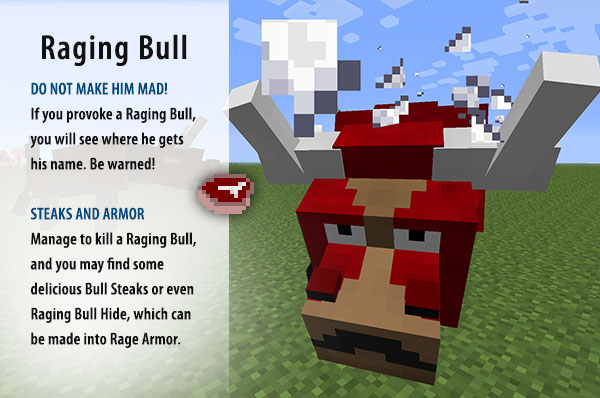 Raging Bull
DO NOT MAKE HIM MAD!
If you provoke a Raging Bull,
you will see where he gets
his name. Be warned!
STEAKS AND ARMOR
Manage to kill a Raging Bull,
and you may find some
delicious Bull Steaks or even
Raging Bull Hide, which can
be made into Rage Armor.